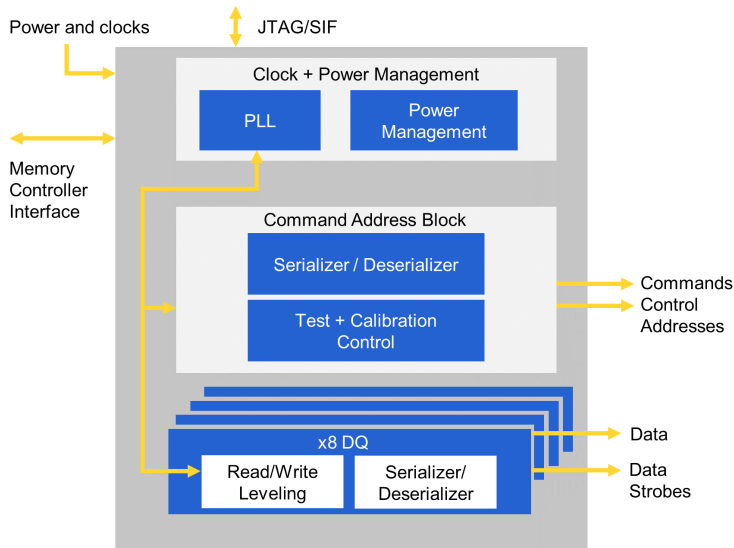 Power and clocks
JTAG/SIF
Clock + Power Management
PLL
Power
Management
Memory
Controller
Interface
Command Address Block
Serializer / Deserializer
Test + Calibration
Control
Commands
Control
Addresses
x8 DQ
Read/Write
Leveling
Serializer/
Deserializer
Data
Data
Strobes